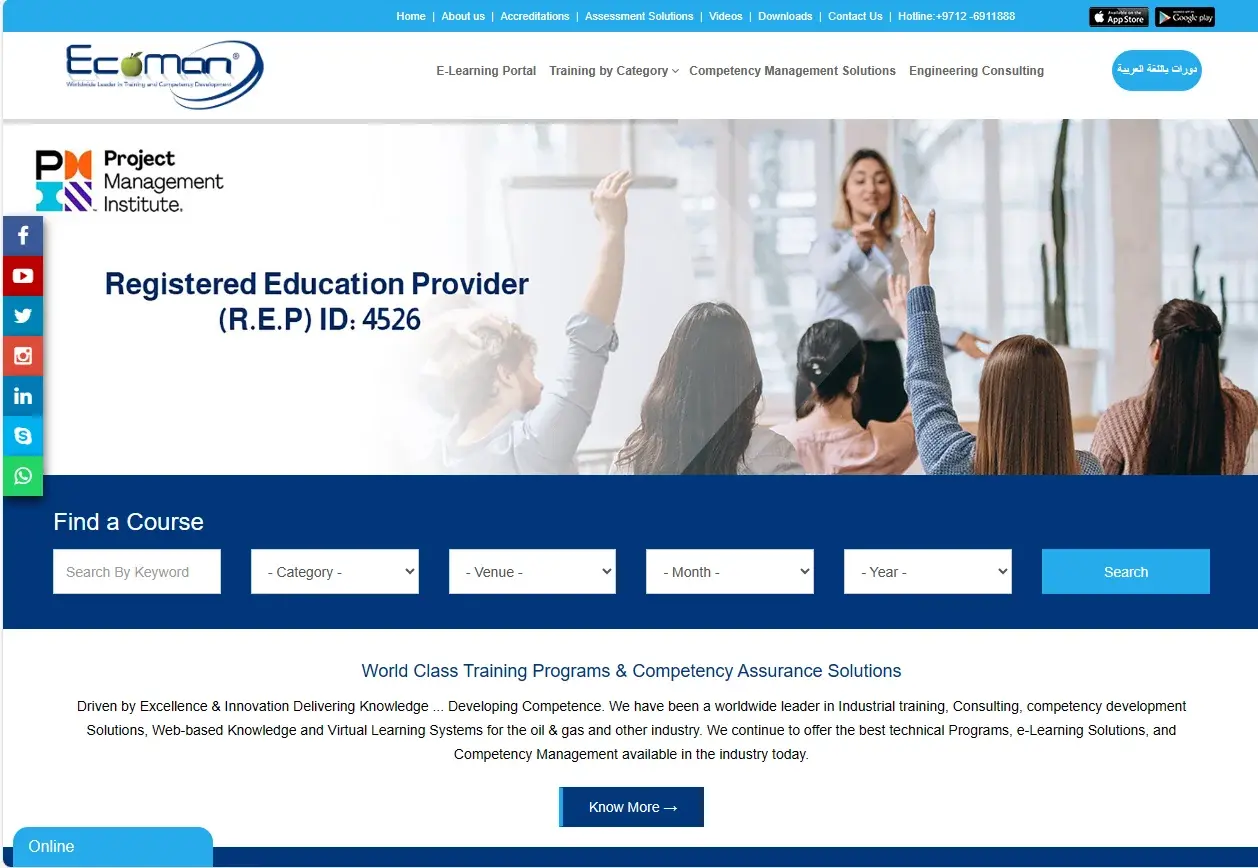 Home | About us | Accreditations | Assessment Solutions | Videos | Downloads | Contact Us | Hotline:+9712 -6911888
Available on the App Store
Google play
Ecoman®
Worldwide Leader in Training and Competency Development
E-Learning Portal Training by Category Competency Management Solutions Engineering Consulting
دورات باللغة العربية
Project
Management
Institute.
Registered Education Provider
(R.E.P) ID: 4526
Find a Course
Search By Keyword - Category - - Venue - - Month - - Year - Search
World Class Training Programs & Competency Assurance Solutions
Driven by Excellence & Innovation Delivering Knowledge ... Developing Competence. We have been a worldwide leader in Industrial training, Consulting, competency development
Solutions, Web-based Knowledge and Virtual Learning Systems for the oil & gas and other industry. We continue to offer the best technical Programs, e-Learning Solutions, and
Competency Management available in the industry today.
Know More →
Online